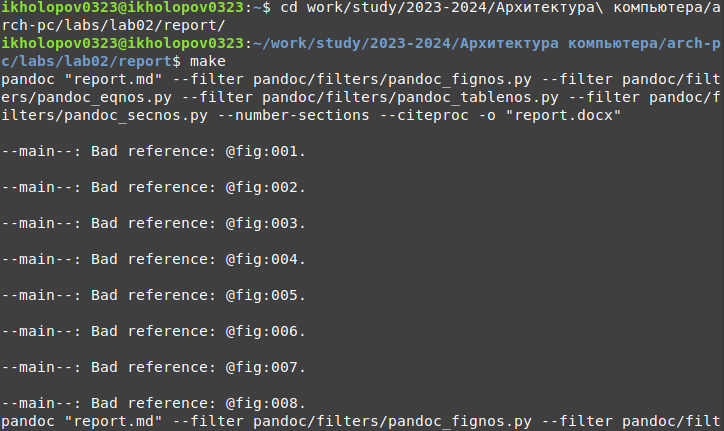 ikholopov0323@ikholopov0323:~$ cd work/study/2023-2024/Архитектура\ компьютера/a
rch-pc/labs/lab02/report/
ikholopov0323@ikholopov0323:~/work/study/2023-2024/Архитектура компьютера/arch-p
c/labs/lab02/report$ make
pandoc "report.md" --filter pandoc/filters/pandoc_fignos.py --filter pandoc/filt
ers/pandoc_eqnos.py --filter pandoc/filters/pandoc_tablenos.py --filter pandoc/f
ilters/pandoc_secnos.py --number-sections --citeproc -o "report.docx"
--main--: Bad reference: @fig:001.
--main--: Bad reference: @fig:002.
--main--: Bad reference: @fig:003.
--main--: Bad reference: @fig:004.
--main--: Bad reference: @fig:005.
--main--: Bad reference: @fig:006.
--main--: Bad reference: @fig:007.
--main--: Bad reference: @fig:008.
pandoc "report.md" --filter pandoc/filters/pandoc_fignos.py --filter pandoc/filt